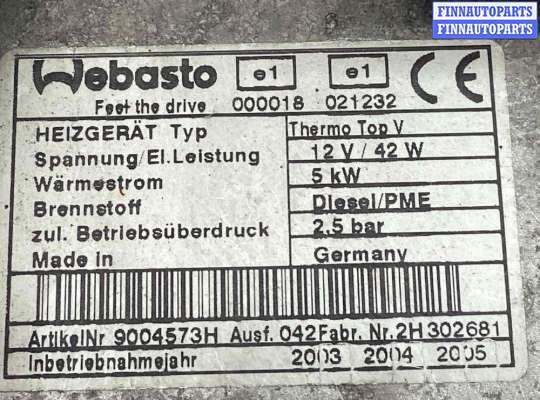 FINNAUTOPARTS
FINNAUTOPARTS
Webasto e1 e1 CE
Feel the drive 000018 021232
HEIZGERÄT Typ Thermo Top V
Spannung/El.Leistung 12 V / 42 W
Wärmestrom 5 kW
Brennstoff Diesel/PME
zul. Betriebsüberdruck 2,5 bar
Made in Germany
ArtikelNr 9004573H Ausf. 042 Fabr. Nr. 2H 302681
Inbetriebnahmejahr 2003 2004 2005